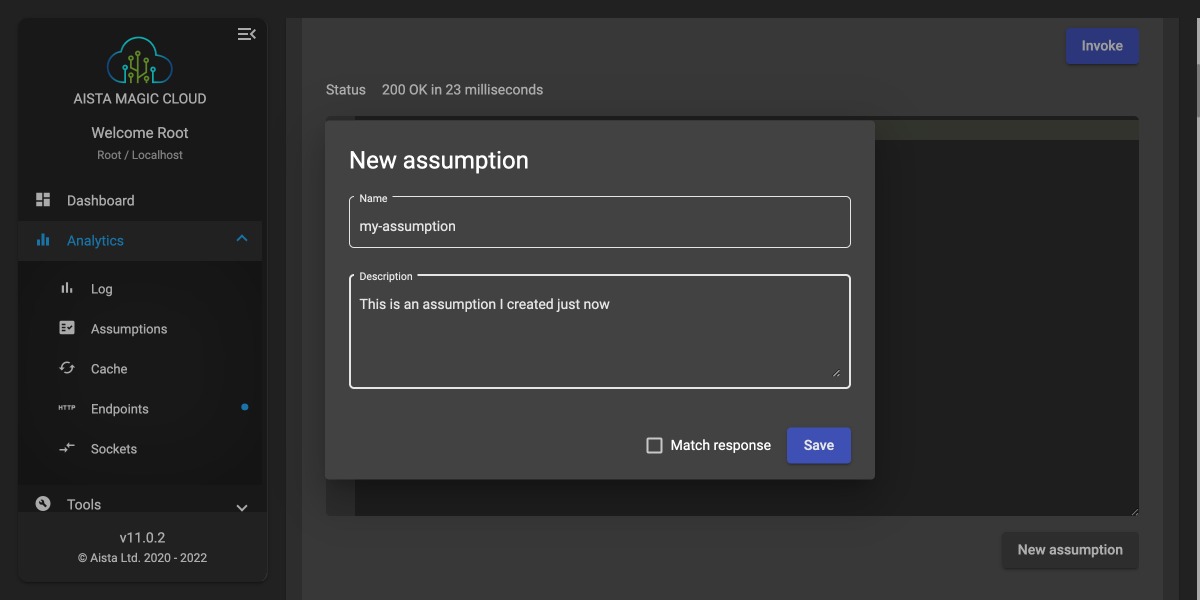 AISTA MAGIC CLOUD
Welcome Root
Root / Localhost
Dashboard
Analytics
Log
Assumptions
Cache
HTTP Endpoints
Sockets
Tools
v11.0.2
© Aista Ltd. 2020 - 2022
Invoke
Status 200 OK in 23 milliseconds
New assumption
Name
my-assumption
Description
This is an assumption I created just now
Match response
Save
New assumption